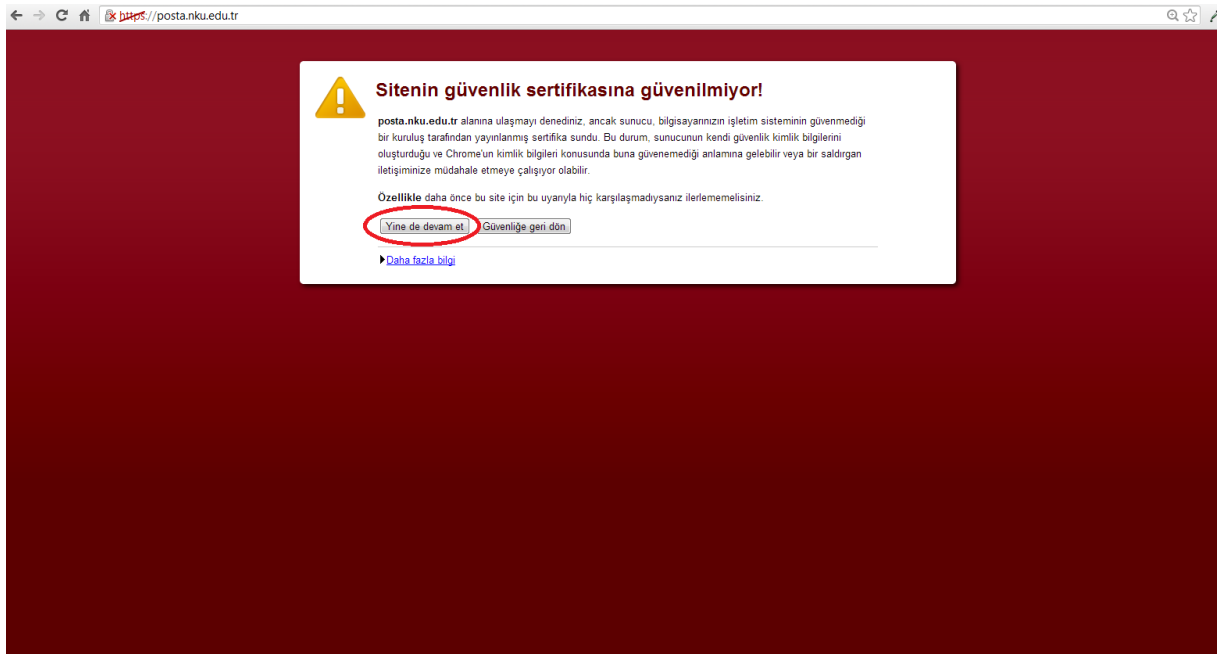 https://posta.nku.edu.tr
Sitenin güvenlik sertifikasına güvenilmiyor!
posta.nku.edu.tr alanına ulaşmayı denediniz, ancak sunucu, bilgisayarınızın işletim sisteminin güvenmediği
bir kuruluş tarafından yayınlanmış sertifika sundu. Bu durum, sunucunun kendi güvenlik kimlik bilgilerini
oluşturduğu ve Chrome'un kimlik bilgileri konusunda buna güvenemediği anlamına gelebilir veya bir saldırgan
iletişiminize müdahale etmeye çalışıyor olabilir.
Özellikle daha önce bu site için bu uyarıyla hiç karşılaşmadıysanız ilerlememelisiniz.
Yine de devam et Güvenliğe geri dön
Daha fazla bilgi